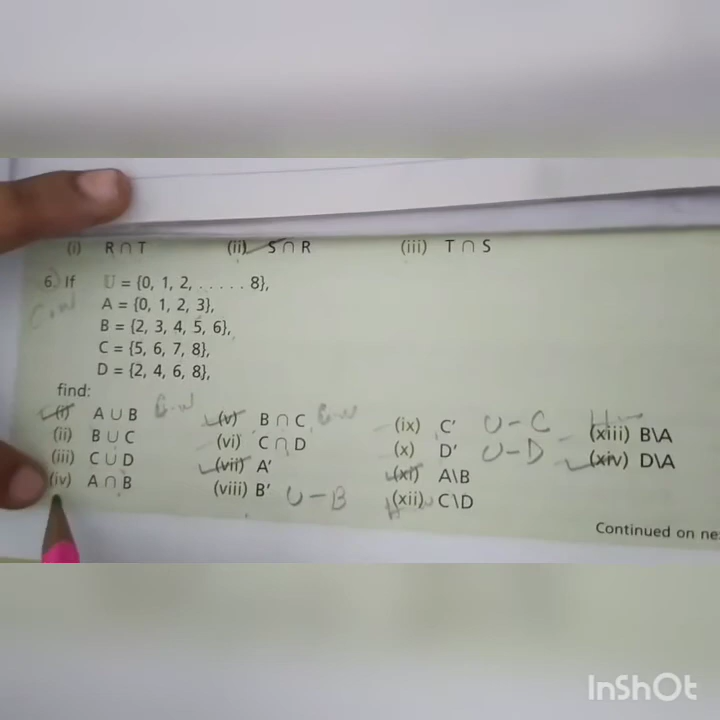 (i) R ∩ T (ii) S ∩ R (iii) T ∩ S
6. If U = {0, 1, 2, . . . . . 8},
C.W
A = {0, 1, 2, 3},
B = {2, 3, 4, 5, 6},
C = {5, 6, 7, 8},
D = {2, 4, 6, 8},
find:
(i) A ∪ B C.W (v) B ∩ C C.W (ix) C′ U – C (xiii) B\A
(ii) B ∪ C (vi) C ∩ D (x) D′ U – D (xiv) D\A
(iii) C ∪ D (vii) A′ (xi) A\B
(iv) A ∩ B (viii) B′ U – B (xii) C\D
Continued on ne
InShOt